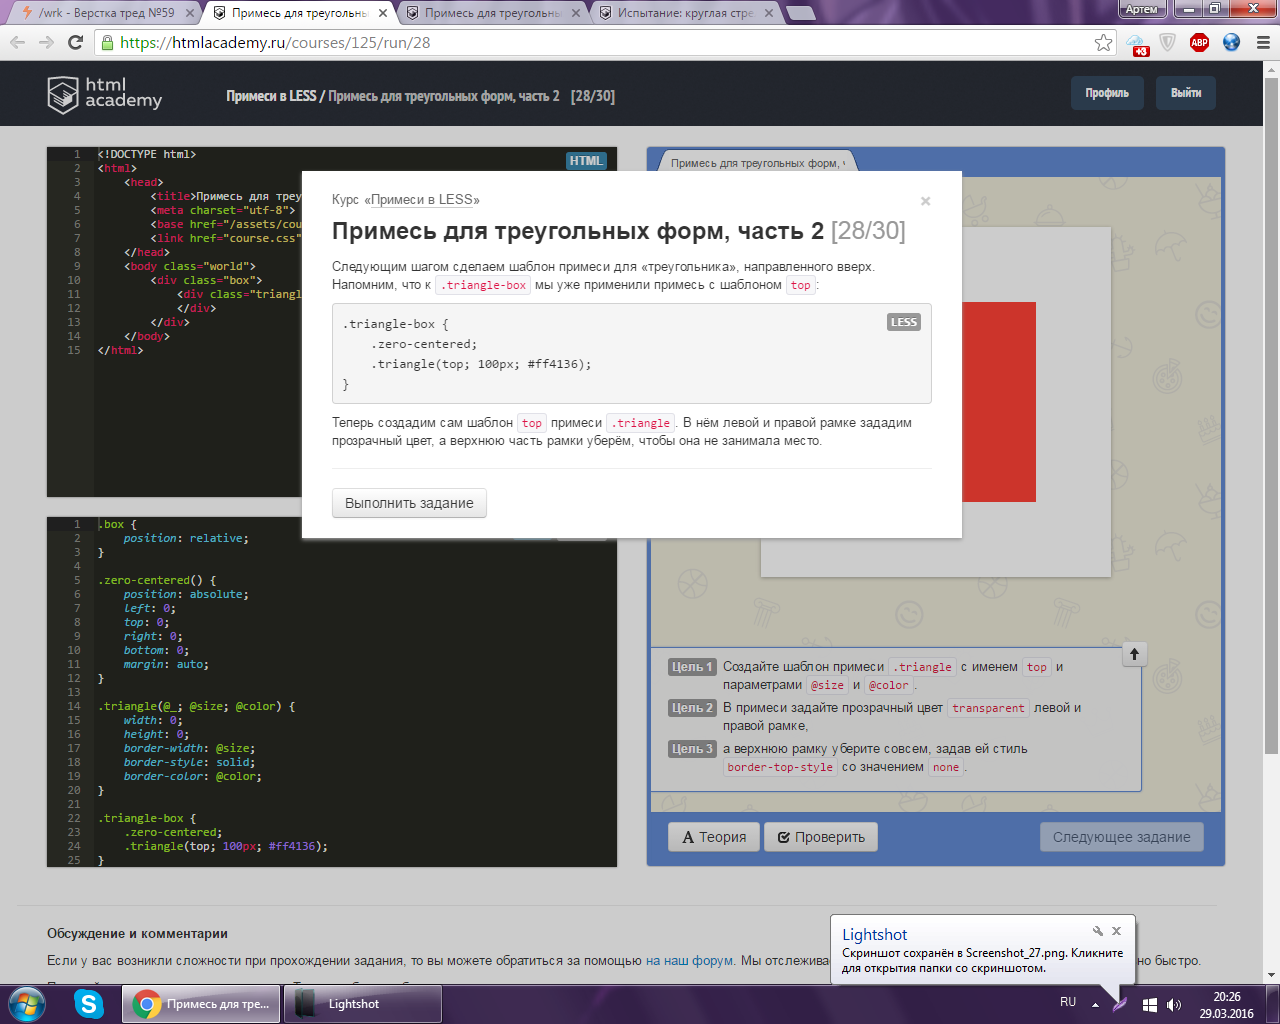 /wrk - Верстка тред №59
Примесь для треугольны
Примесь для треугольны
Испытание: круглая стре
Артем
https://htmlacademy.ru/courses/125/run/28
+3
ABP
html
academy
Примеси в LESS / Примесь для треугольных форм, часть 2 [28/30]
Профиль
Выйти
1 <!DOCTYPE html>
2 <html>
3 <head>
4 <title>Примесь для треу
5 <meta charset="utf-8">
6 <base href="/assets/cou
7 <link href="course.css"
8 </head>
9 <body class="world">
10 <div class="box">
11 <div class="triangl
12 </div>
13 </div>
14 </body>
15 </html>
HTML
Примесь для треугольных форм, ч
Курс «Примеси в LESS»
×
Примесь для треугольных форм, часть 2 [28/30]
Следующим шагом сделаем шаблон примеси для «треугольника», направленного вверх.
Напомним, что к .triangle-box мы уже применили примесь с шаблоном top:
LESS
.triangle-box {
.zero-centered;
.triangle(top; 100px; #ff4136);
}
Теперь создадим сам шаблон top примеси .triangle. В нём левой и правой рамке зададим
прозрачный цвет, а верхнюю часть рамки уберём, чтобы она не занимала место.
Выполнить задание
1 .box {
2 position: relative;
3 }
4
5 .zero-centered() {
6 position: absolute;
7 left: 0;
8 top: 0;
9 right: 0;
10 bottom: 0;
11 margin: auto;
12 }
13
14 .triangle(@_; @size; @color) {
15 width: 0;
16 height: 0;
17 border-width: @size;
18 border-style: solid;
19 border-color: @color;
20 }
21
22 .triangle-box {
23 .zero-centered;
24 .triangle(top; 100px; #ff4136);
25 }
Цель 1 Создайте шаблон примеси .triangle с именем top и
параметрами @size и @color.
Цель 2 В примеси задайте прозрачный цвет transparent левой и
правой рамке,
Цель 3 а верхнюю рамку уберите совсем, задав ей стиль
border-top-style со значением none.
Теория
Проверить
Следующее задание
Обсуждение и комментарии
Если у вас возникли сложности при прохождении задания, то вы можете обратиться за помощью на наш форум. Мы отслежива
но быстро.
Lightshot
Скриншот сохранён в Screenshot_27.png. Кликните
для открытия папки со скриншотом.
Примесь для тре...
Lightshot
RU
20:26
29.03.2016